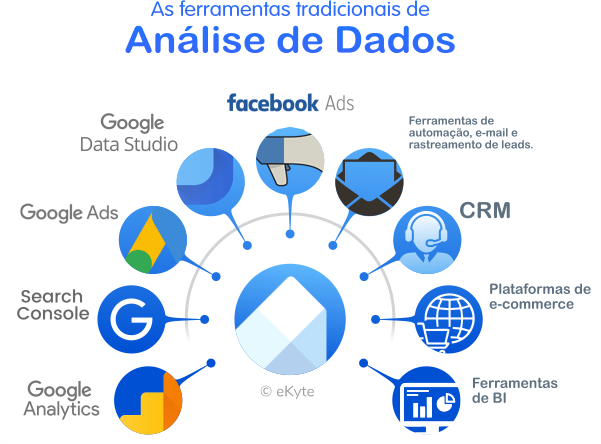 As ferramentas tradicionais de
Análise de Dados
facebook Ads
Google
Data Studio
Ferramentas de
automação, e-mail e
rastreamento de leads.
Google Ads
CRM
Search
Console
G
Plataformas de
e-commerce
Google
Analytics
© eKyte
Ferramentas
de BI